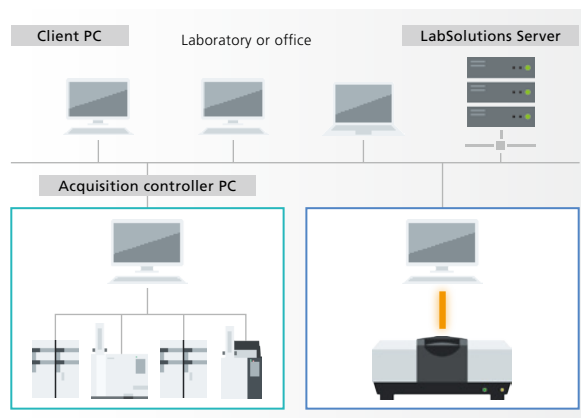 Client PC
Laboratory or office
LabSolutions Server
Acquisition controller PC